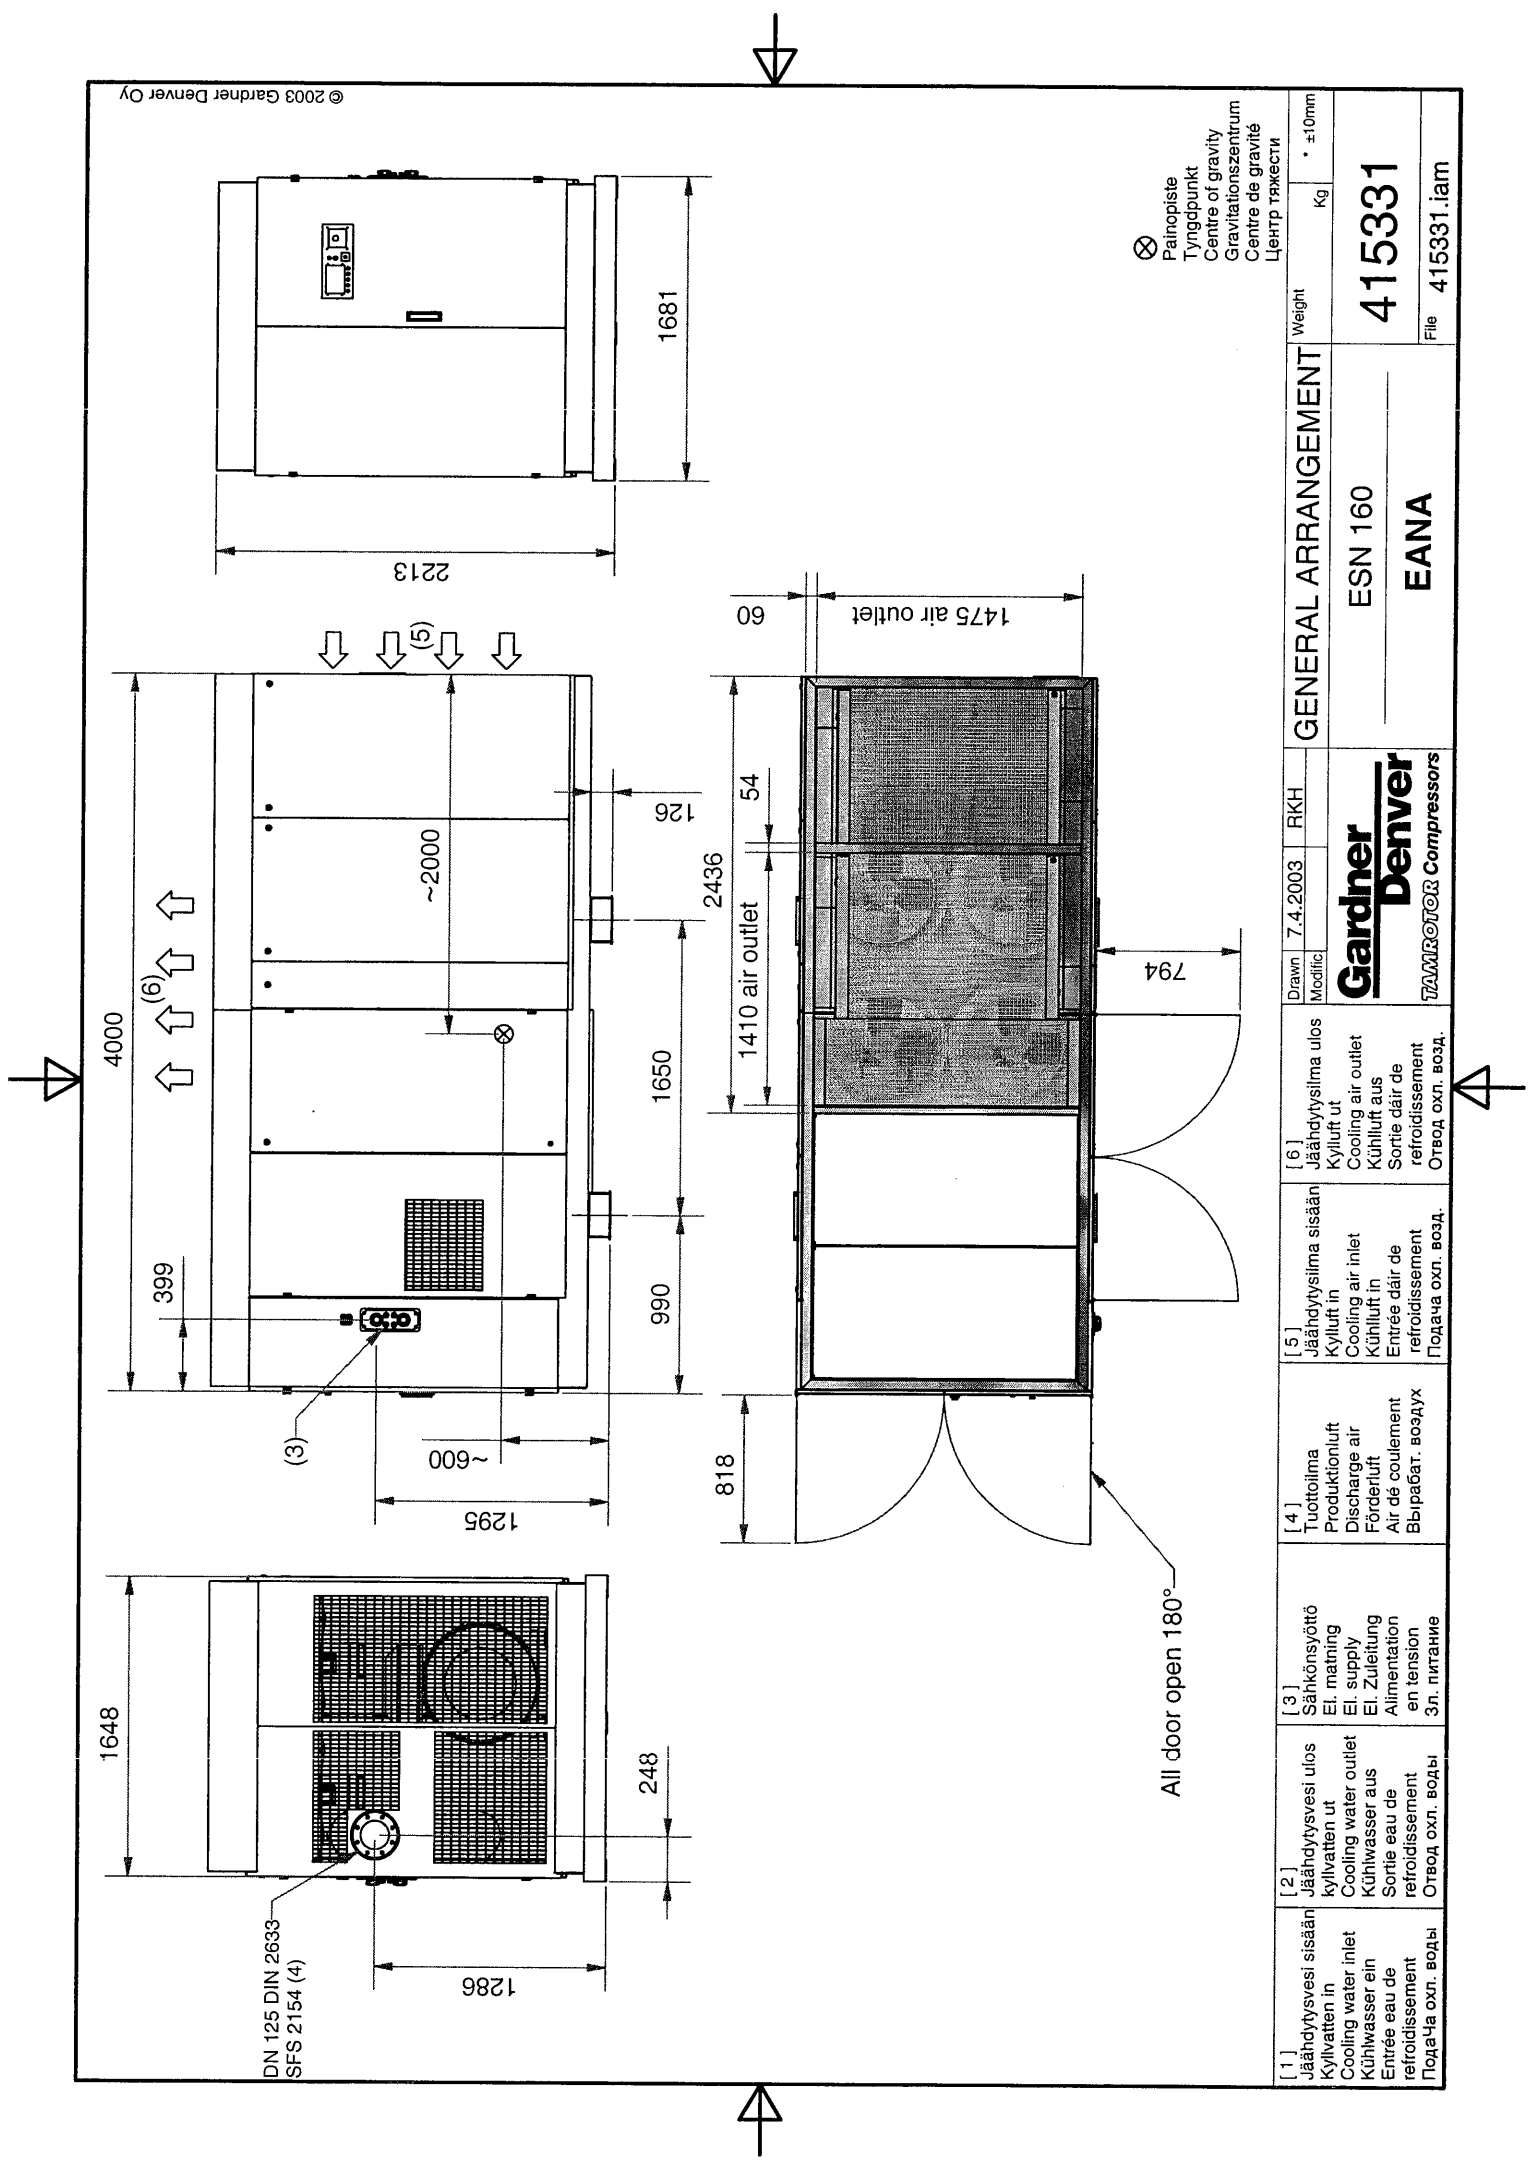 © 2003 Gardner Denver Oy
1648
DN 125 DIN 2633
SFS 2154 (4)
1286
248
4000
399
(3)
(6)
(5)
~600
1295
~2000
126
1650
990
2213
1681
818
2436
1410 air outlet
54
60
1475 air outlet
794
All door open 180°
Painopiste
Tyngdpunkt
Centre of gravity
Gravitationszentrum
Centre de gravité
Центр тяжести
[ 1 ]
Jäähdytysvesi sisään
Kyllvatten in
Cooling water inlet
Kühlwasser ein
Entrée eau de
refroidissement
ПодаЧа охл. воды
[ 2 ]
Jäähdytysvesi ulos
kyllvatten ut
Cooling water outlet
Kühlwasser aus
Sortie eau de
refroidissement
Отвод охл. воды
[ 3 ]
Sähkönsyöttö
El. matning
El. supply
El. Zuleitung
Alimentation
en tension
Зл. питание
[ 4 ]
Tuottoilma
Produktionluft
Discharge air
Förderluft
Air dé coulement
Вырабат. воздух
[ 5 ]
Jäähdytysilma sisään
Kylluft in
Cooling air inlet
Kühlluft in
Entrée dáir de
refroidissement
Подача охл. возд.
[ 6 ]
Jäähdytysilma ulos
Kylluft ut
Cooling air outlet
Kühlluft aus
Sortie dáir de
refroidissement
Отвод охл. возд.
Drawn 7.4.2003 RKH
Modific
Gardner
Denver
TAMROTOR Compressors
GENERAL ARRANGEMENT
ESN 160
EANA
Weight Kg * ±10mm
415331
File 415331.iam